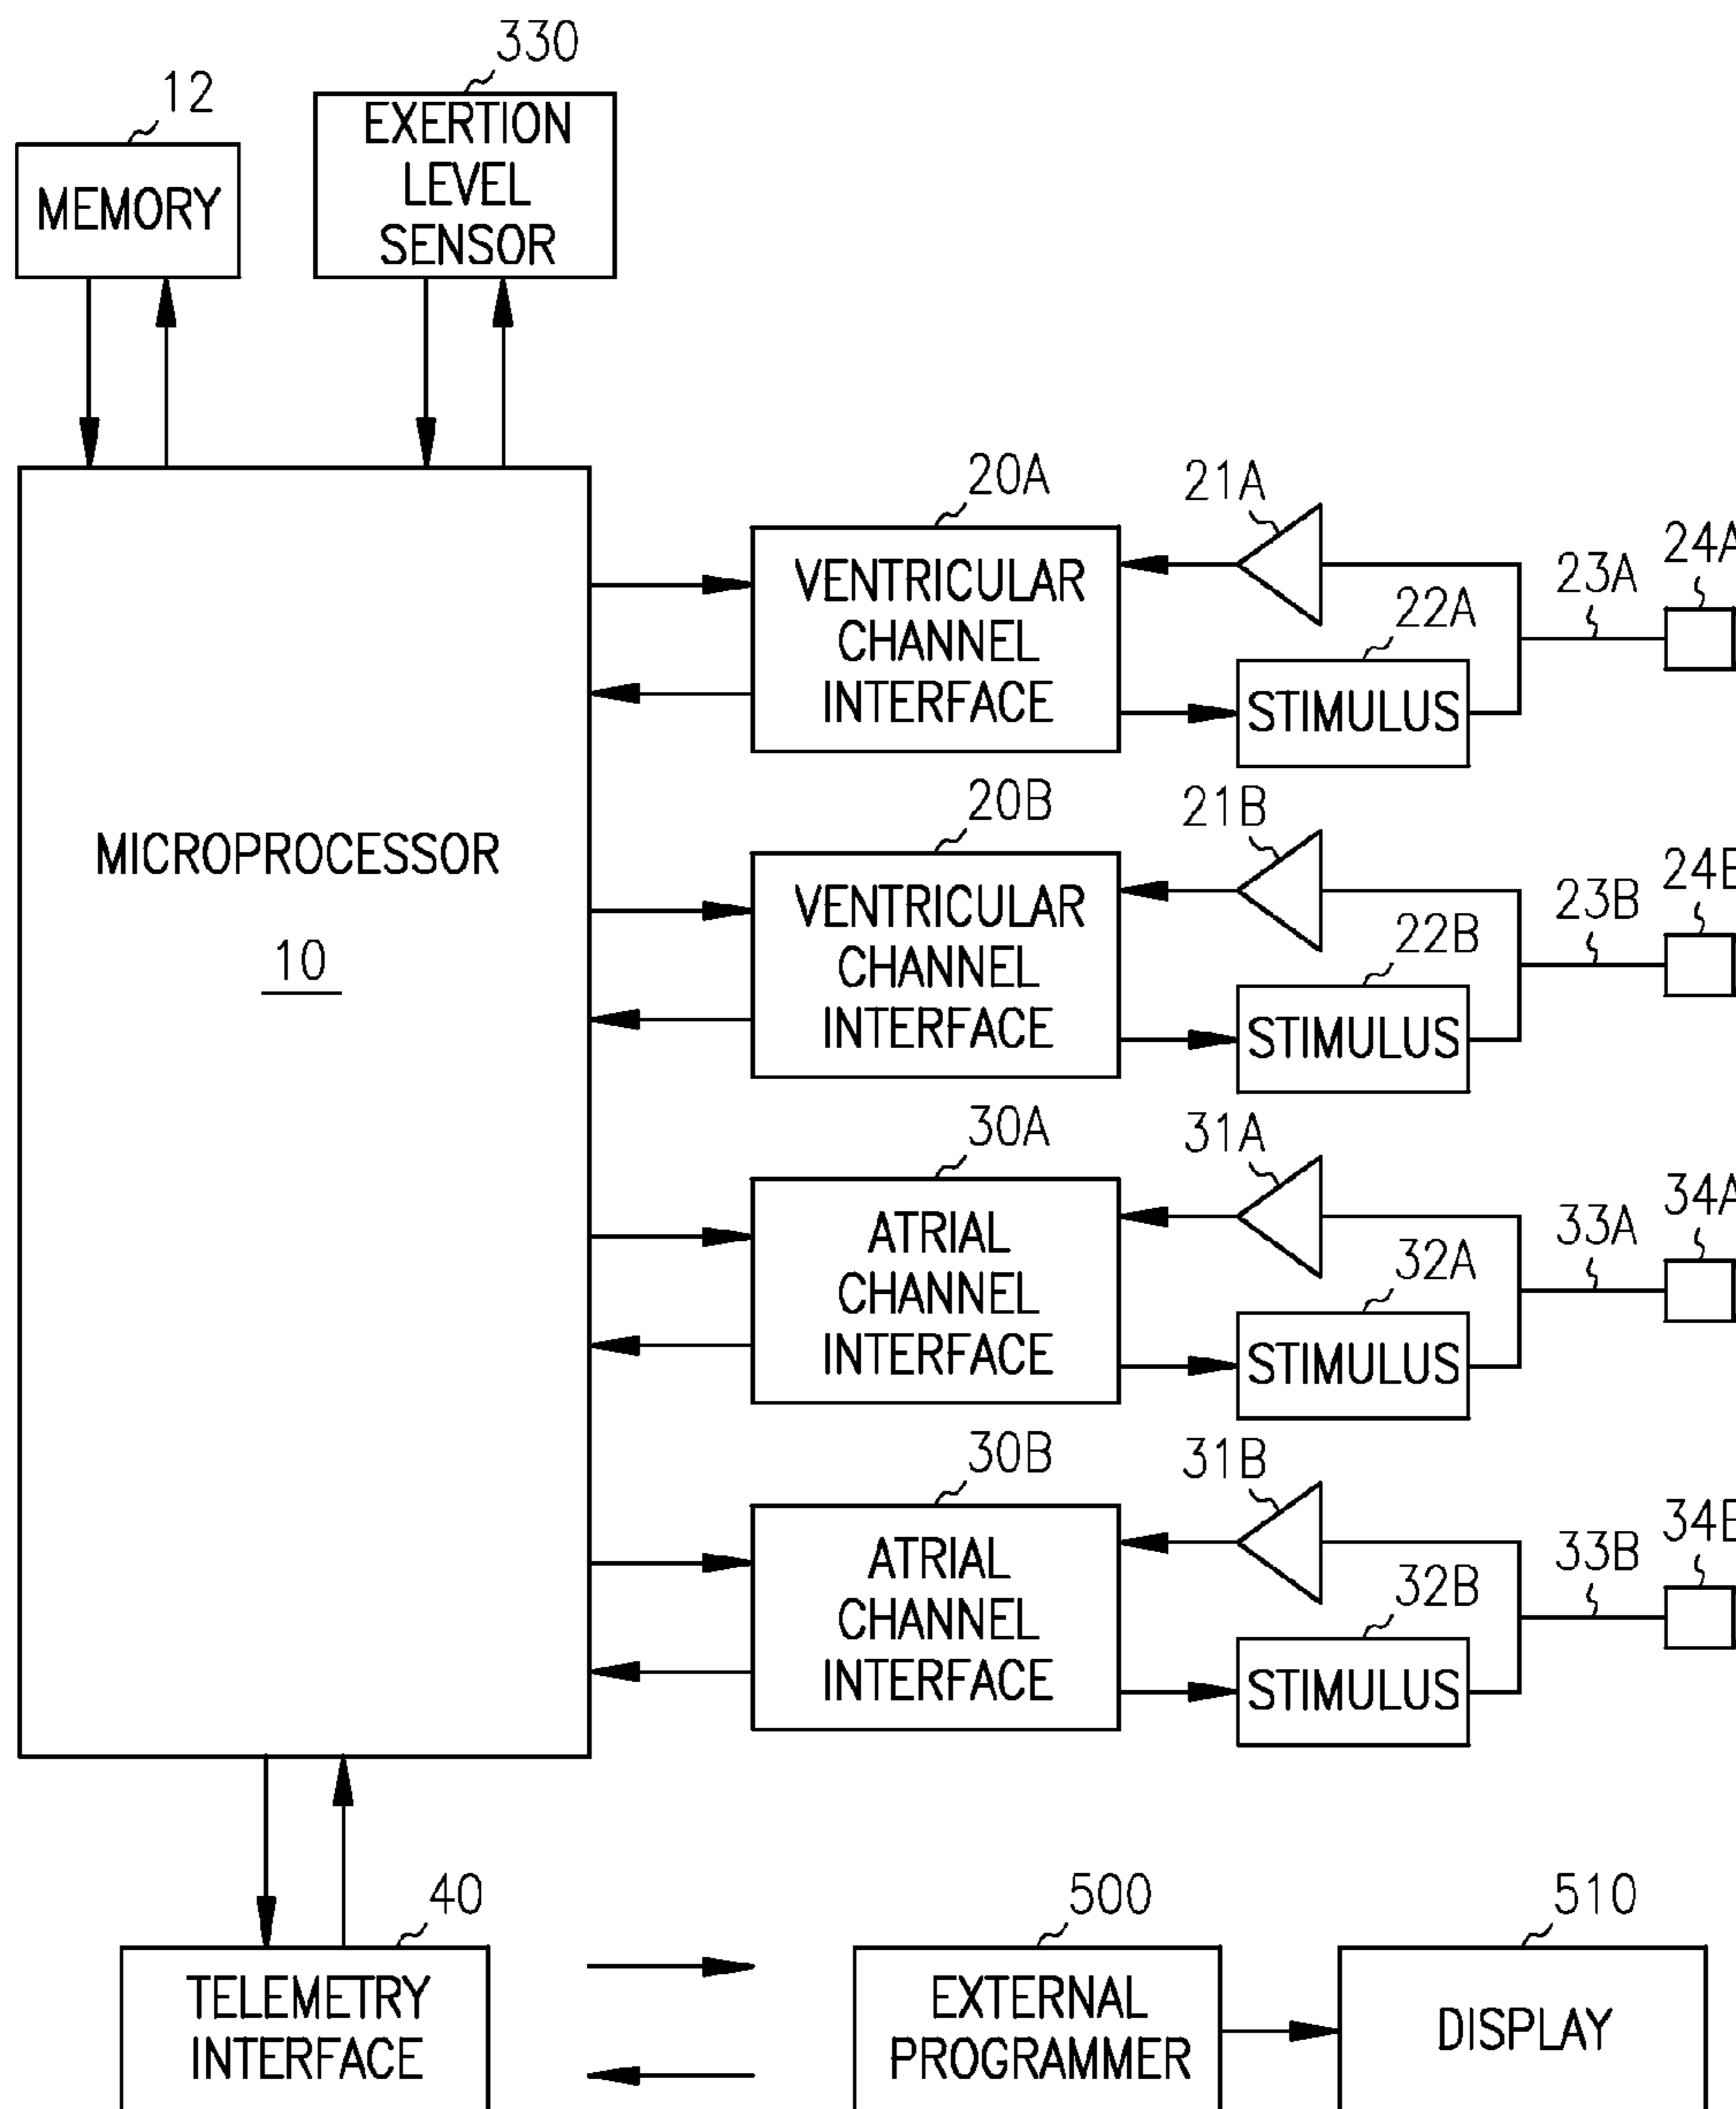 330
12
EXERTION
LEVEL
SENSOR
MEMORY
20A
21A
24A
23A
22A
VENTRICULAR
CHANNEL
INTERFACE
STIMULUS
MICROPROCESSOR
10
20B
21B
24B
23B
22B
VENTRICULAR
CHANNEL
INTERFACE
STIMULUS
30A
31A
34A
33A
32A
ATRIAL
CHANNEL
INTERFACE
STIMULUS
30B
31B
34B
33B
32B
ATRIAL
CHANNEL
INTERFACE
STIMULUS
40
500
510
TELEMETRY
INTERFACE
EXTERNAL
PROGRAMMER
DISPLAY